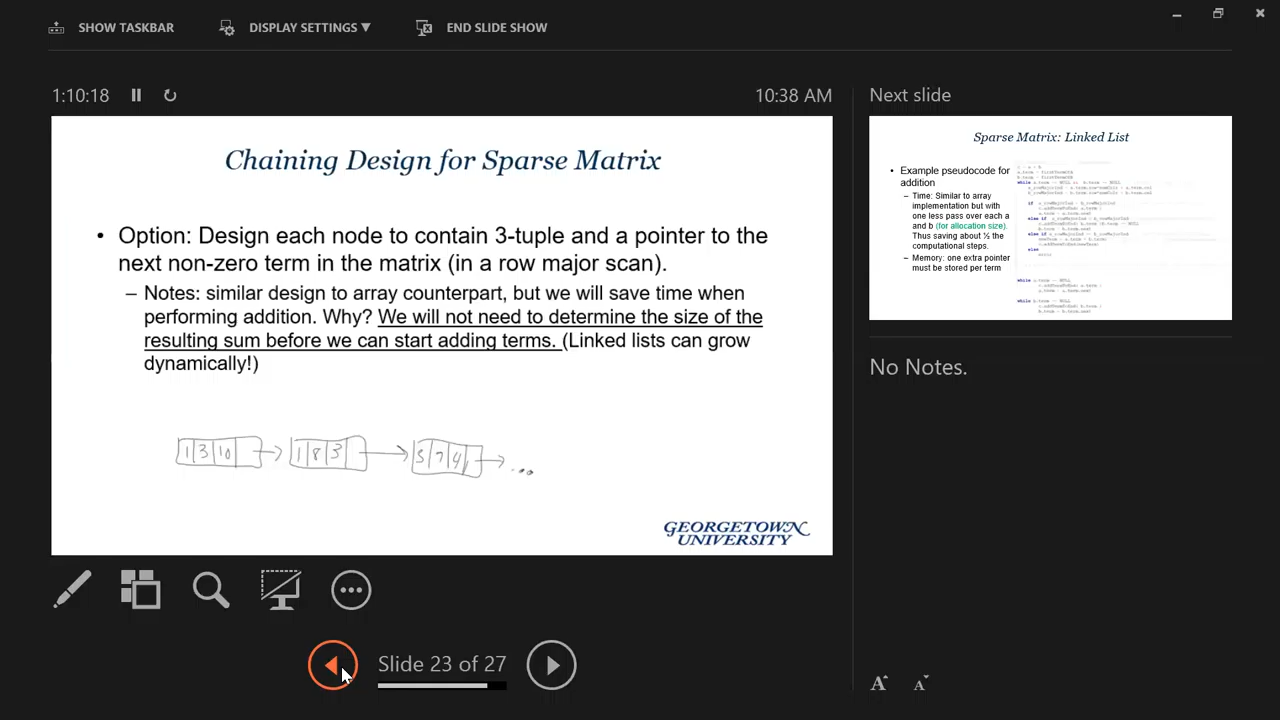 SHOW TASKBAR
DISPLAY SETTINGS ▼
END SLIDE SHOW
1:10:18
10:38 AM
Chaining Design for Sparse Matrix
• Option: Design each node to contain 3-tuple and a pointer to the
next non-zero term in the matrix (in a row major scan).
– Notes: similar design to array counterpart, but we will save time when
performing addition. Why? We will not need to determine the size of the
resulting sum before we can start adding terms. (Linked lists can grow
dynamically!)
1 3 10
1 8 3
5 7 4
...
GEORGETOWN
UNIVERSITY
Slide 23 of 27
Next slide
Sparse Matrix: Linked List
• Example pseudocode for
addition
– Time: Similar to array
implementation but with
one less pass over each a
and b (for allocation size).
Thus saving about ½ the
computational steps.
– Memory: one extra pointer
must be stored per term
No Notes.
A A